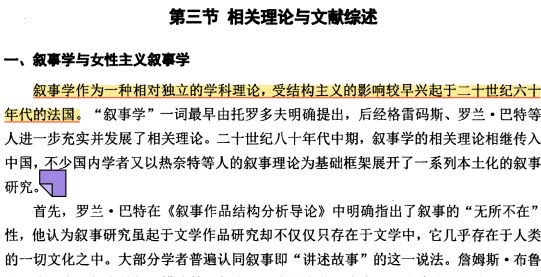 第三节 相关理论与文献综述
一、叙事学与女性主义叙事学
叙事学作为一种相对独立的学科理论，受结构主义的影响较早兴起于二十世纪六十
年代的法国。“叙事学”一词最早由托罗多夫明确提出，后经格雷码斯、罗兰·巴特等
人进一步充实并发展了相关理论。二十世纪八十年代中期，叙事学的相关理论相继传入
中国，不少国内学者又以热奈特等人的叙事理论为基础框架展开了一系列本土化的叙事
研究。
首先，罗兰·巴特在《叙事作品结构分析导论》中明确指出了叙事的“无所不在”
性，他认为叙事研究虽起于文学作品研究却不仅仅只存在于文学中，它几乎存在于人类
的一切文化之中。大部分学者普遍认同叙事即“讲述故事”的这一说法。詹姆斯·布鲁